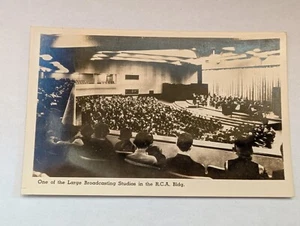 One of the Large Broadcasting Studios in the R.C.A. Bldg.